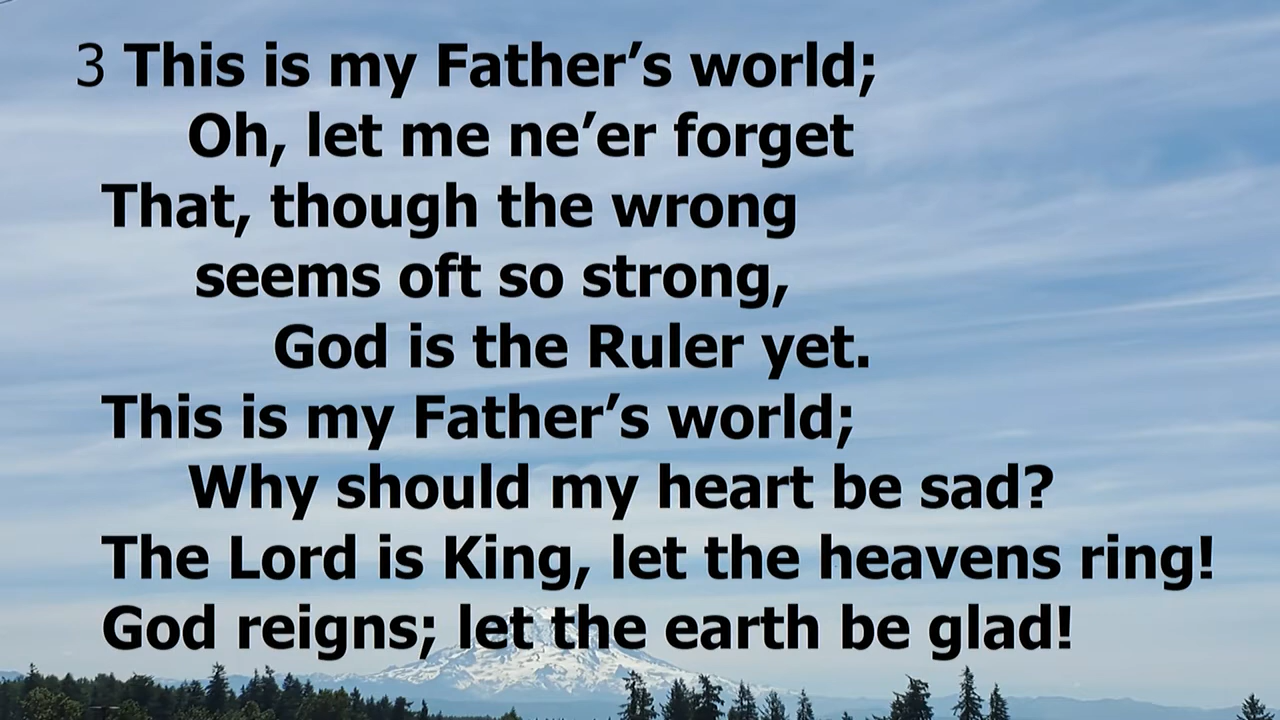 3 This is my Father’s world;
Oh, let me ne’er forget
That, though the wrong
seems oft so strong,
God is the Ruler yet.
This is my Father’s world;
Why should my heart be sad?
The Lord is King, let the heavens ring!
God reigns; let the earth be glad!